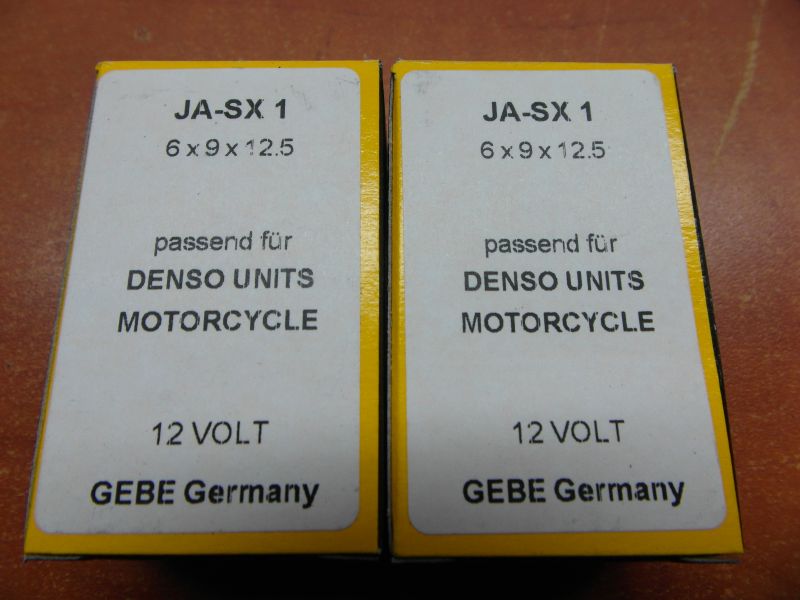 JA-SX 1
6 x 9 x 12.5
passend für
DENSO UNITS
MOTORCYCLE
12 VOLT
GEBE Germany
JA-SX 1
6 x 9 x 12.5
passend für
DENSO UNITS
MOTORCYCLE
12 VOLT
GEBE Germany